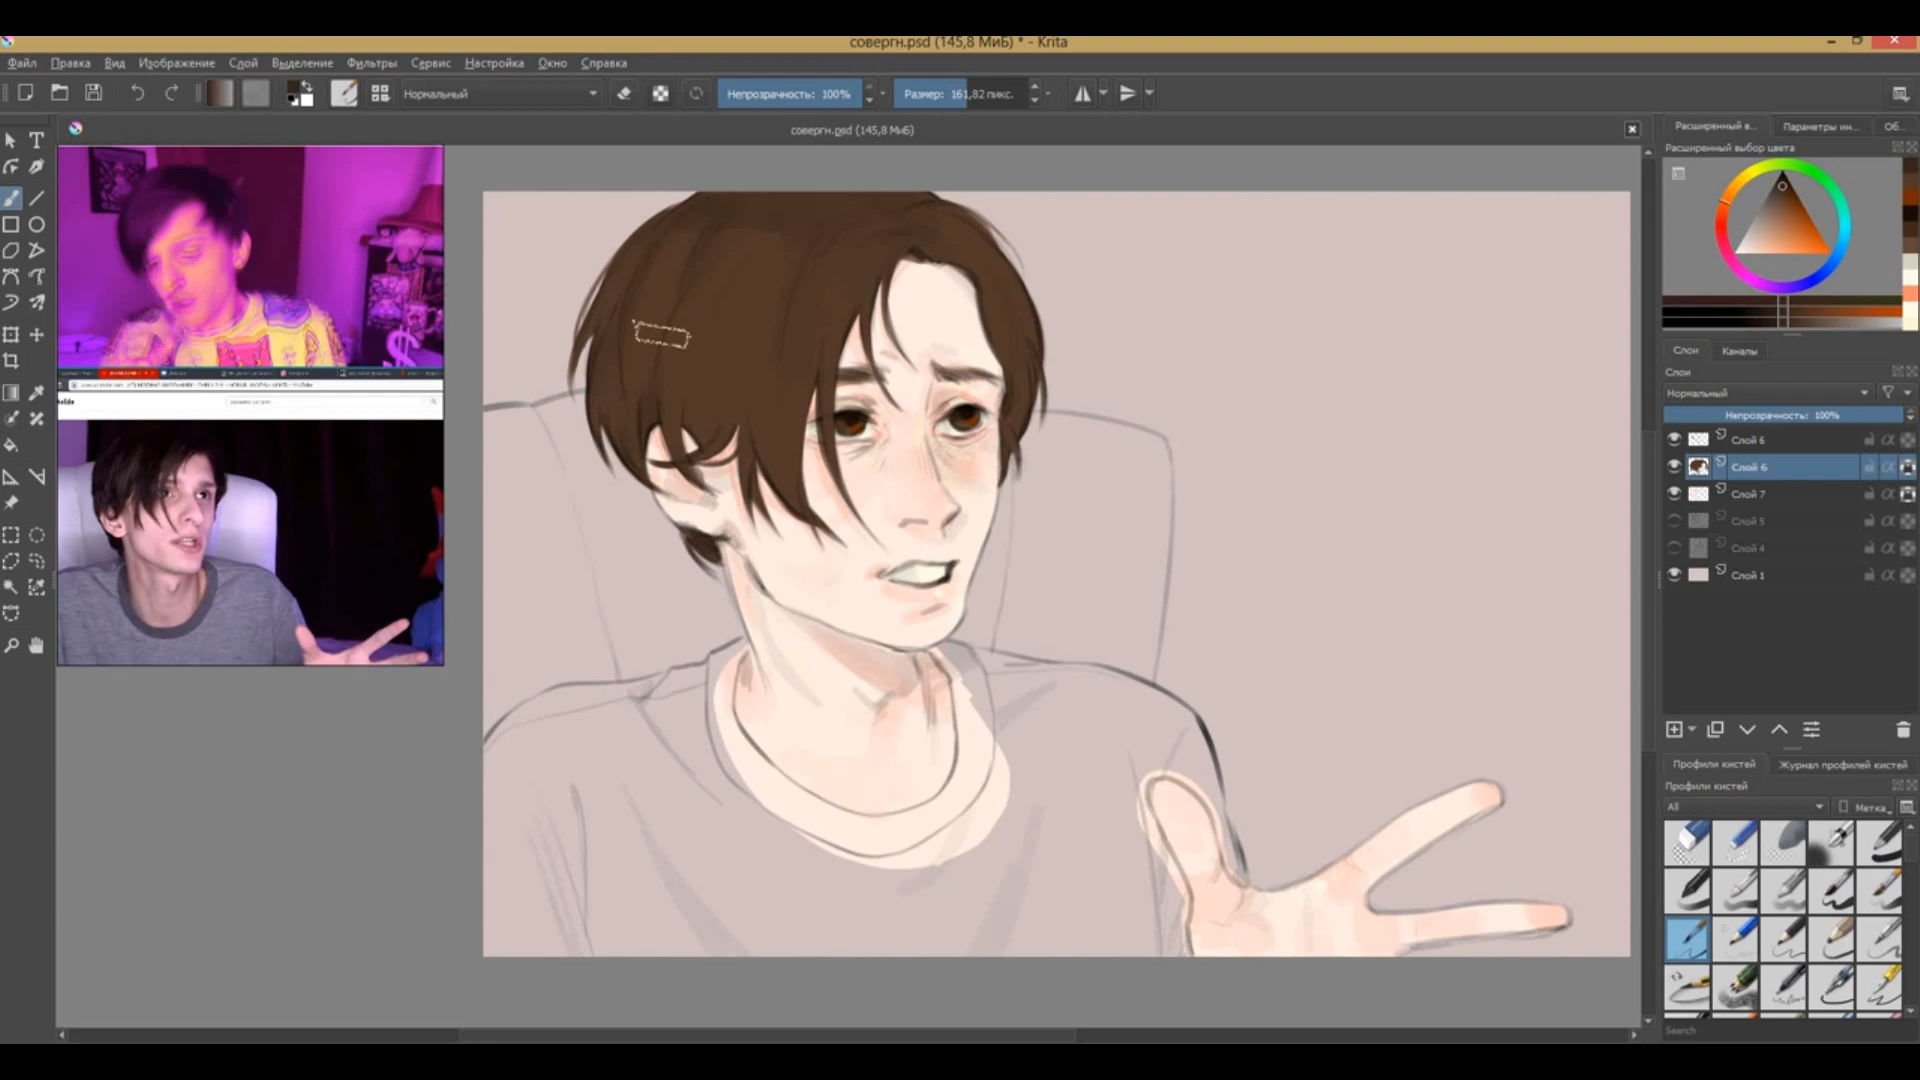 совергн.psd (145,8 МиБ) * - Krita
Файл Правка Вид Изображение Слой Выделение Фильтры Сервис Настройка Окно Справка
Нормальный Непрозрачность: 100% Размер: 161,82 пикс.
совергн.psd (145,8 МиБ)
Расширенный в... Параметры ин... Об...
Расширенный выбор цвета
Слои Каналы
Слои
Нормальный
Непрозрачность: 100%
Слой 6
Слой 6
Слой 7
Слой 5
Слой 4
Слой 1
Профили кистей Журнал профилей кистей
Профили кистей
All Метка
Search
$